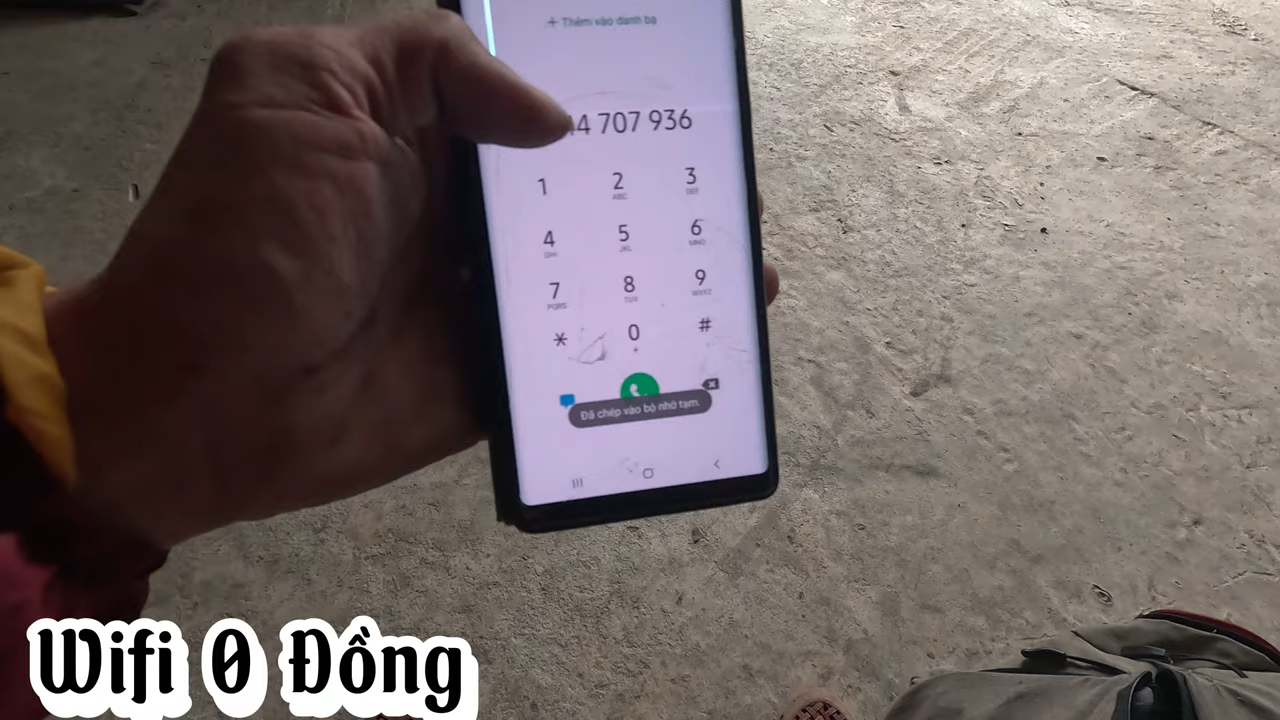 + Thêm vào danh bạ
44 707 936
1 2 3
ABC DEF
4 5 6
GHI JKL MNO
7 8 9
PQRS TUV WXYZ
* 0 #
+
Đã chép vào bộ nhớ tạm.
Wifi 0 Đồng